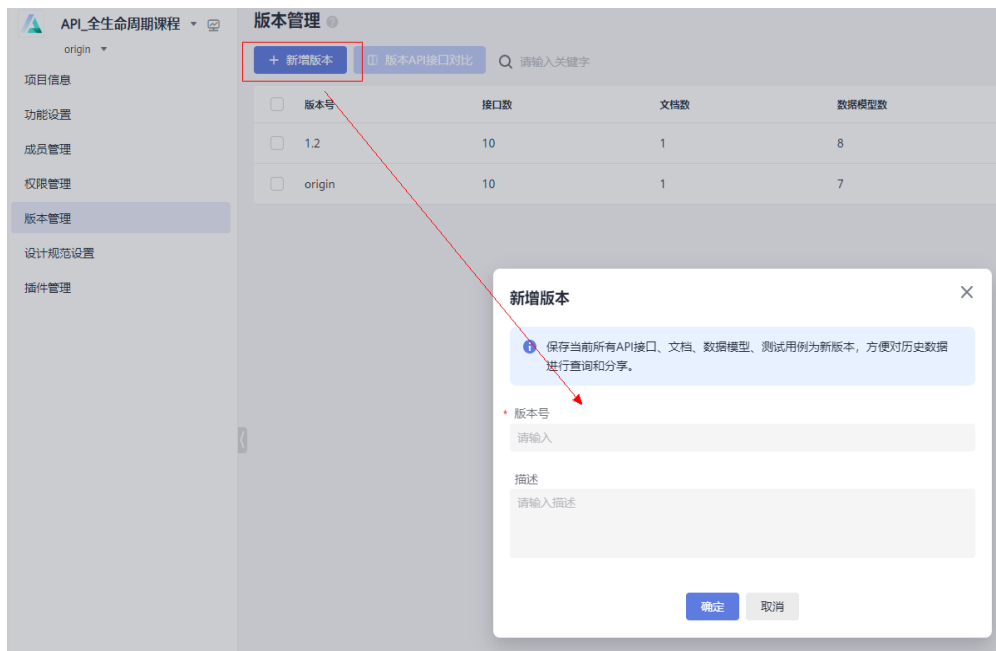 API_全生命周期课程
origin
项目信息
功能设置
成员管理
权限管理
版本管理
设计规范设置
插件管理
版本管理
+ 新增版本
版本API接口对比
请输入关键字
版本号 接口数 文档数 数据模型数
1.2 10 1 8
origin 10 1 7
新增版本
保存当前所有API接口、文档、数据模型、测试用例为新版本，方便对历史数据
进行查询和分享。
* 版本号
请输入
描述
请输入描述
确定 取消